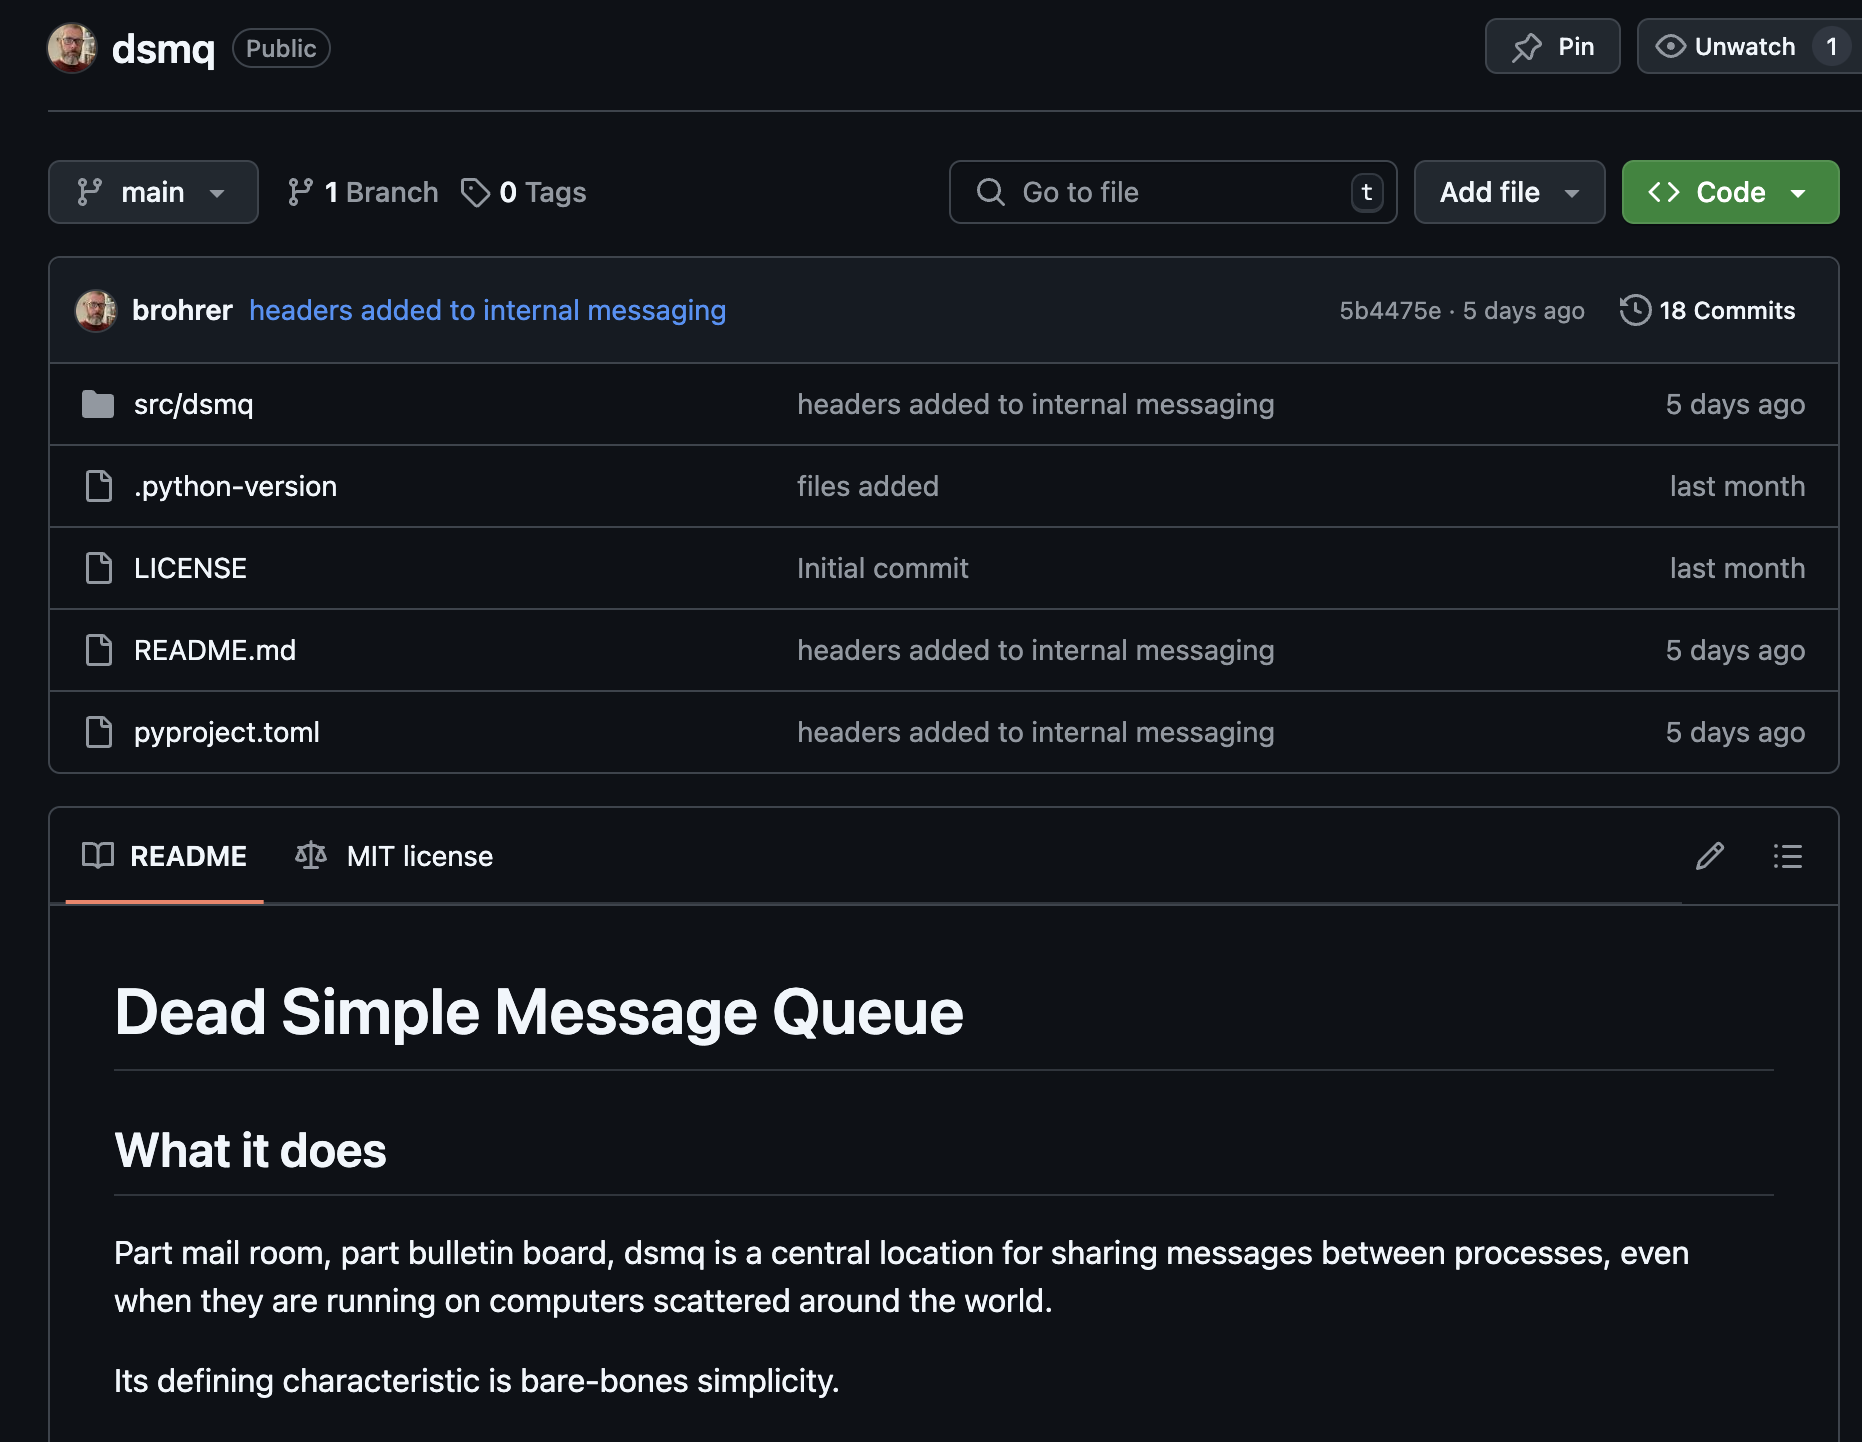 dsmq Public Pin Unwatch 1
main 1 Branch 0 Tags Go to file t Add file Code
brohrer headers added to internal messaging 5b4475e · 5 days ago 18 Commits
src/dsmq headers added to internal messaging 5 days ago
.python-version files added last month
LICENSE Initial commit last month
README.md headers added to internal messaging 5 days ago
pyproject.toml headers added to internal messaging 5 days ago
README MIT license
Dead Simple Message Queue
What it does
Part mail room, part bulletin board, dsmq is a central location for sharing messages between processes, even
when they are running on computers scattered around the world.
Its defining characteristic is bare-bones simplicity.